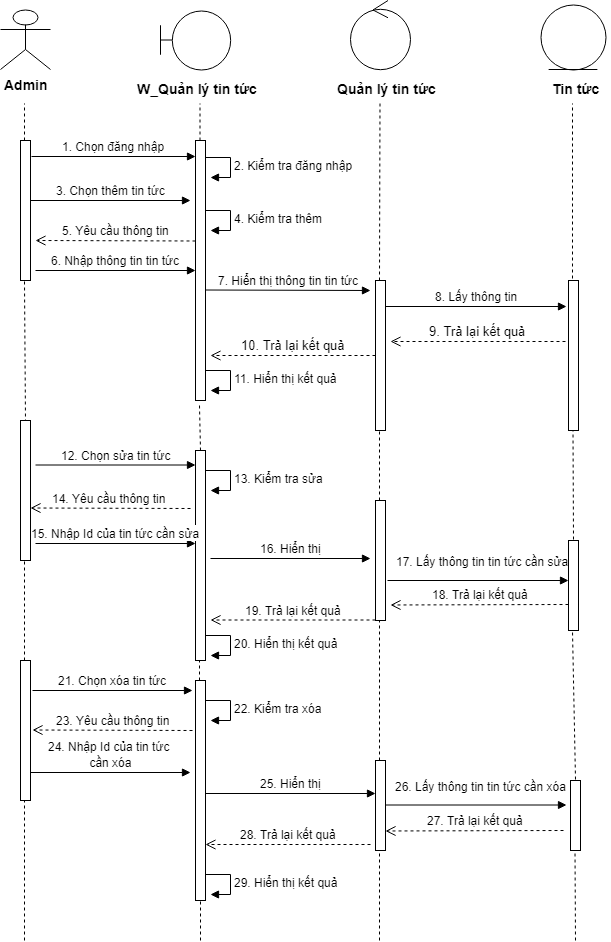 Admin
W_Quản lý tin tức
Quản lý tin tức
Tin tức
1. Chọn đăng nhập
2. Kiểm tra đăng nhập
3. Chọn thêm tin tức
4. Kiểm tra thêm
5. Yêu cầu thông tin
6. Nhập thông tin tin tức
7. Hiển thị thông tin tin tức
8. Lấy thông tin
9. Trả lại kết quả
10. Trả lại kết quả
11. Hiển thị kết quả
12. Chọn sửa tin tức
13. Kiểm tra sửa
14. Yêu cầu thông tin
15. Nhập Id của tin tức cần sửa
16. Hiển thị
17. Lấy thông tin tin tức cần sửa
18. Trả lại kết quả
19. Trả lại kết quả
20. Hiển thị kết quả
21. Chọn xóa tin tức
22. Kiểm tra xóa
23. Yêu cầu thông tin
24. Nhập Id của tin tức
cần xóa
25. Hiển thị
26. Lấy thông tin tin tức cần xóa
27. Trả lại kết quả
28. Trả lại kết quả
29. Hiển thị kết quả